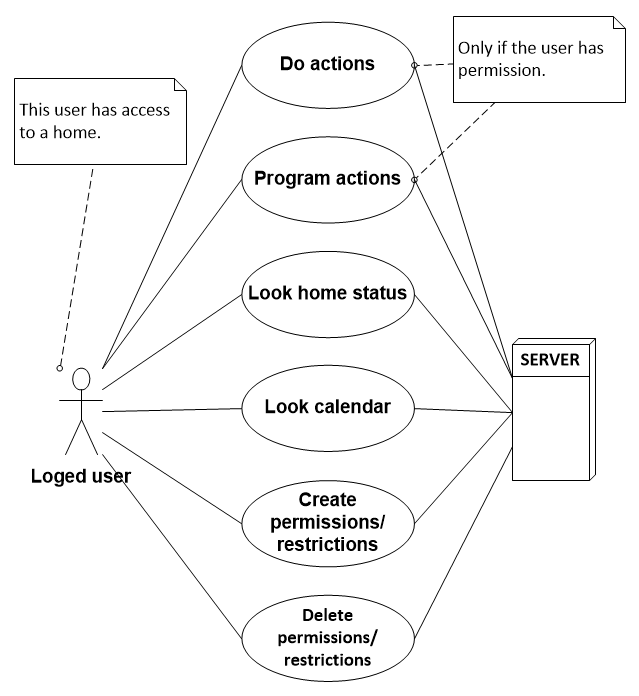 Do actions
Only if the user has
permission.
This user has access
to a home.
Program actions
Look home status
SERVER
Look calendar
Loged user
Create
permissions/
restrictions
Delete
permissions/
restrictions